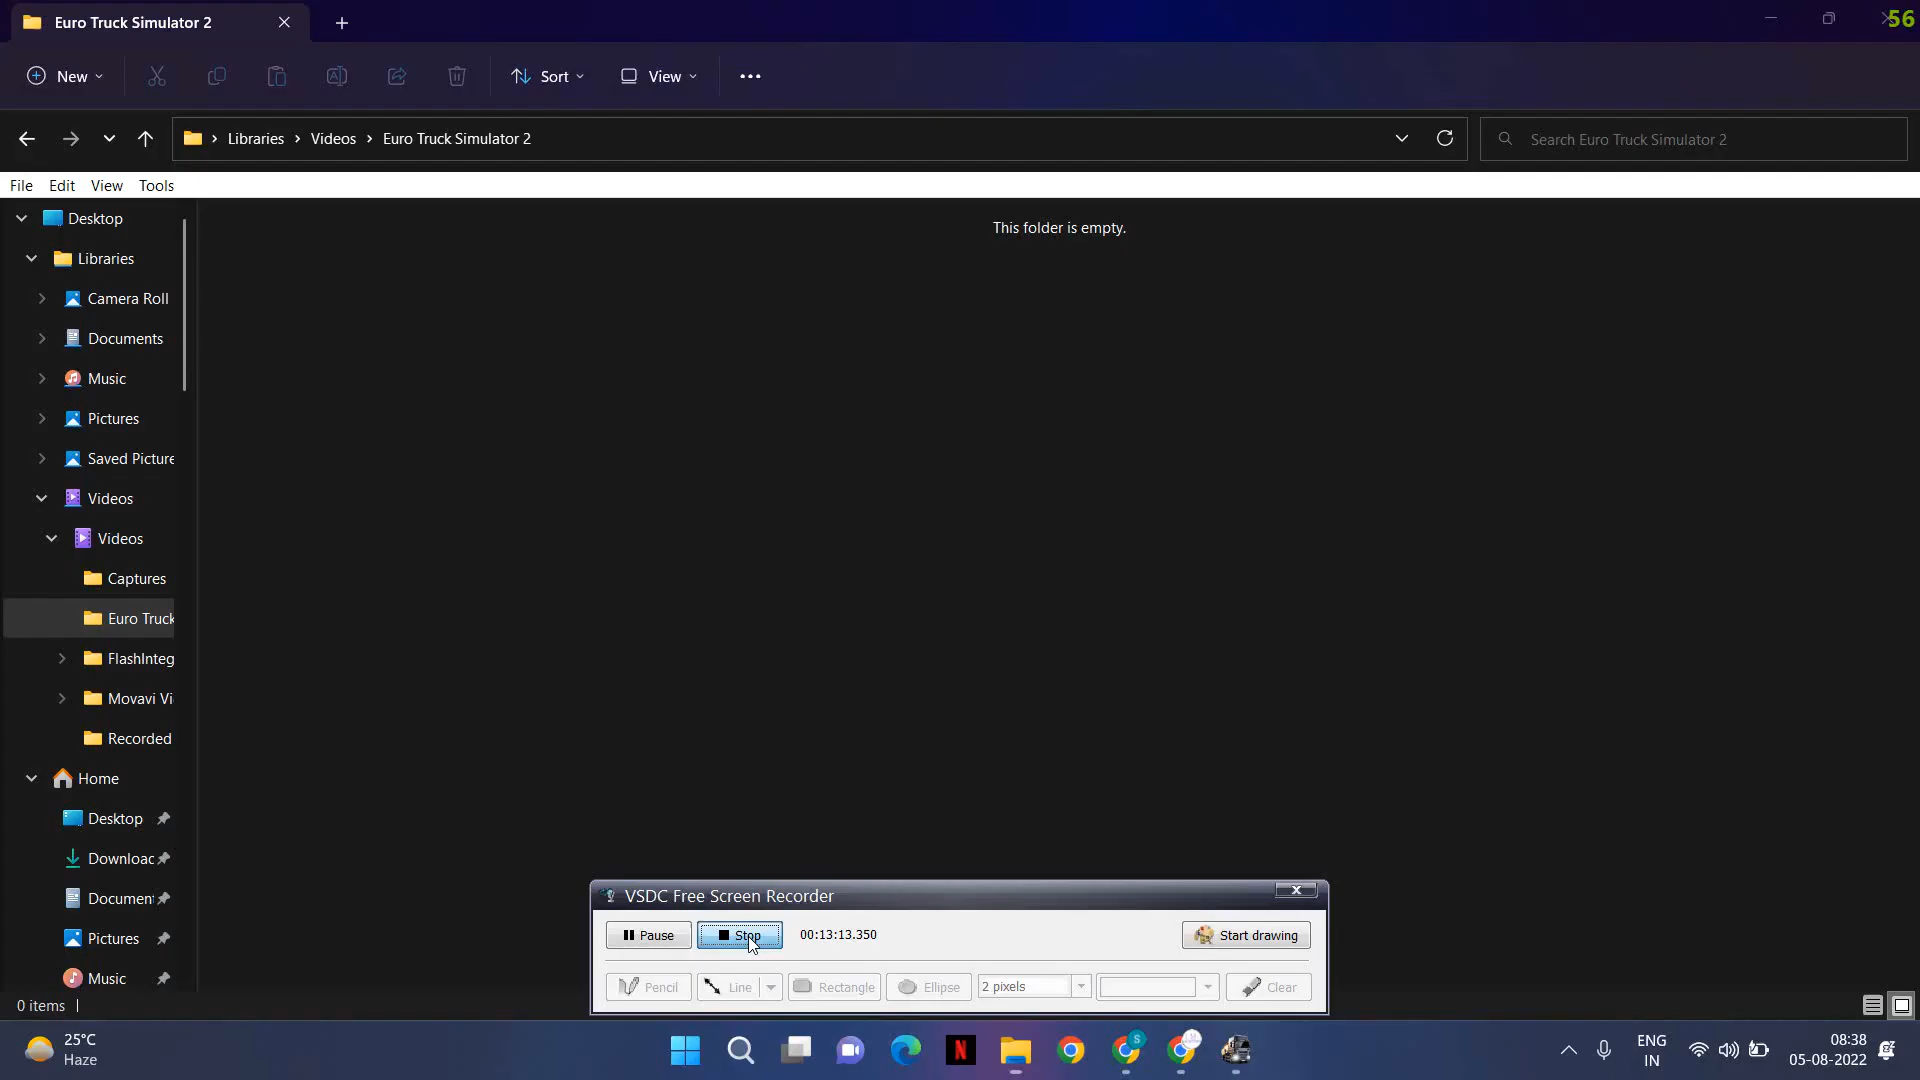 Euro Truck Simulator 2
56
New
Sort
View
Libraries
Videos
Euro Truck Simulator 2
Search Euro Truck Simulator 2
File Edit View Tools
This folder is empty.
Desktop
Libraries
Camera Roll
Documents
Music
Pictures
Saved Picture
Videos
Videos
Captures
Euro Truck
FlashInteg
Movavi Vi
Recorded
Home
Desktop
Downloac
Document
Pictures
Music
0 items
VSDC Free Screen Recorder
Pause
Stop
00:13:13.350
Start drawing
Pencil
Line
Rectangle
Ellipse
2 pixels
Clear
25°C
Haze
N
S
ENG
IN
08:38
05-08-2022